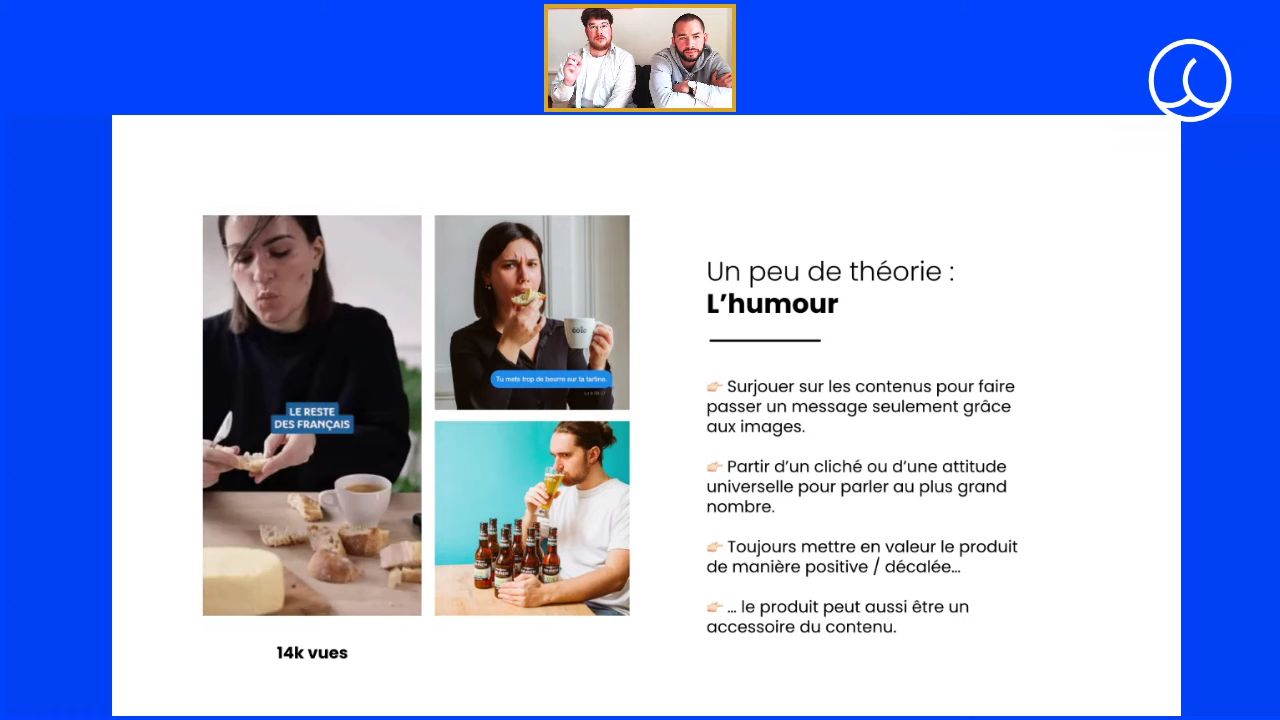 LE RESTE
DES FRANÇAIS
Tu mets trop de beurre sur ta tartine.
14k vues
Un peu de théorie :
L’humour
👉🏻 Surjouer sur les contenus pour faire
passer un message seulement grâce
aux images.
👉🏻 Partir d’un cliché ou d’une attitude
universelle pour parler au plus grand
nombre.
👉🏻 Toujours mettre en valeur le produit
de manière positive / décalée…
👉🏻 … le produit peut aussi être un
accessoire du contenu.